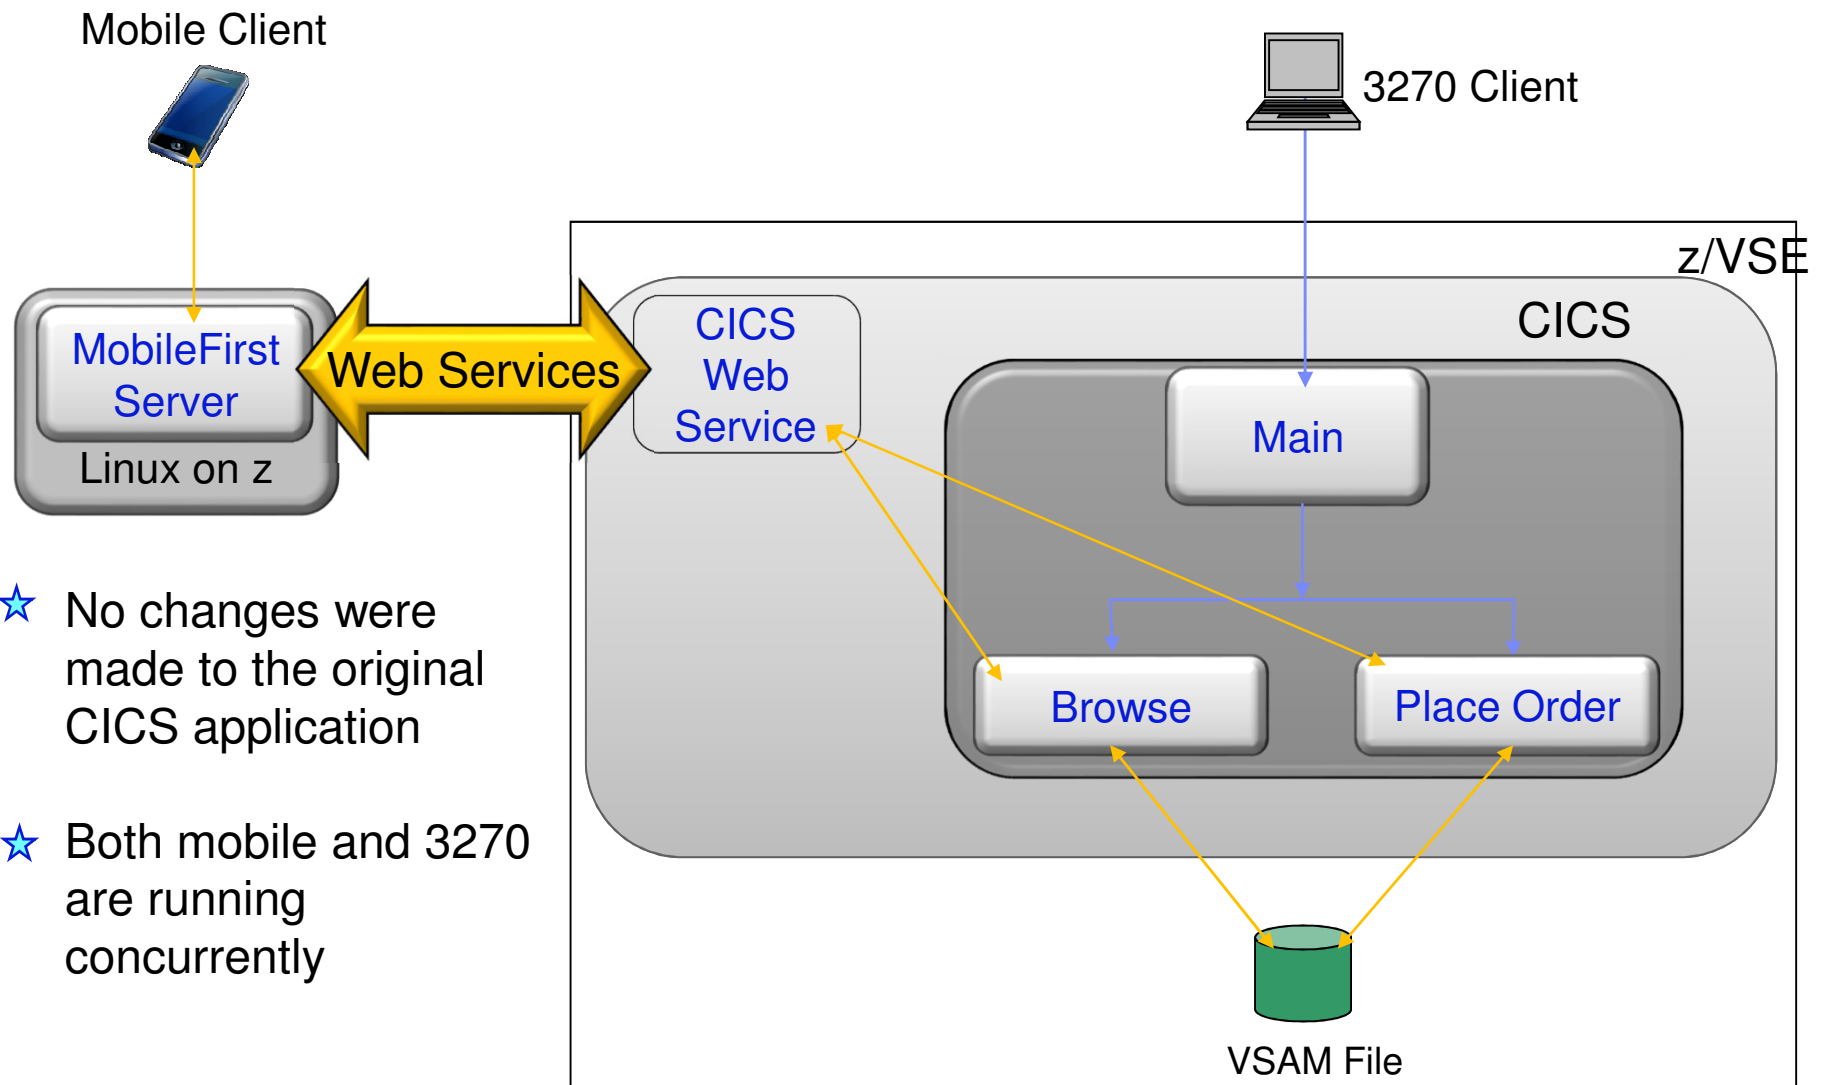 Mobile Client
3270 Client
z/VSE
CICS
MobileFirst
Server
Linux on z
Web Services
CICS
Web
Service
Main
Browse
Place Order
VSAM File
No changes were
made to the original
CICS application
Both mobile and 3270
are running
concurrently